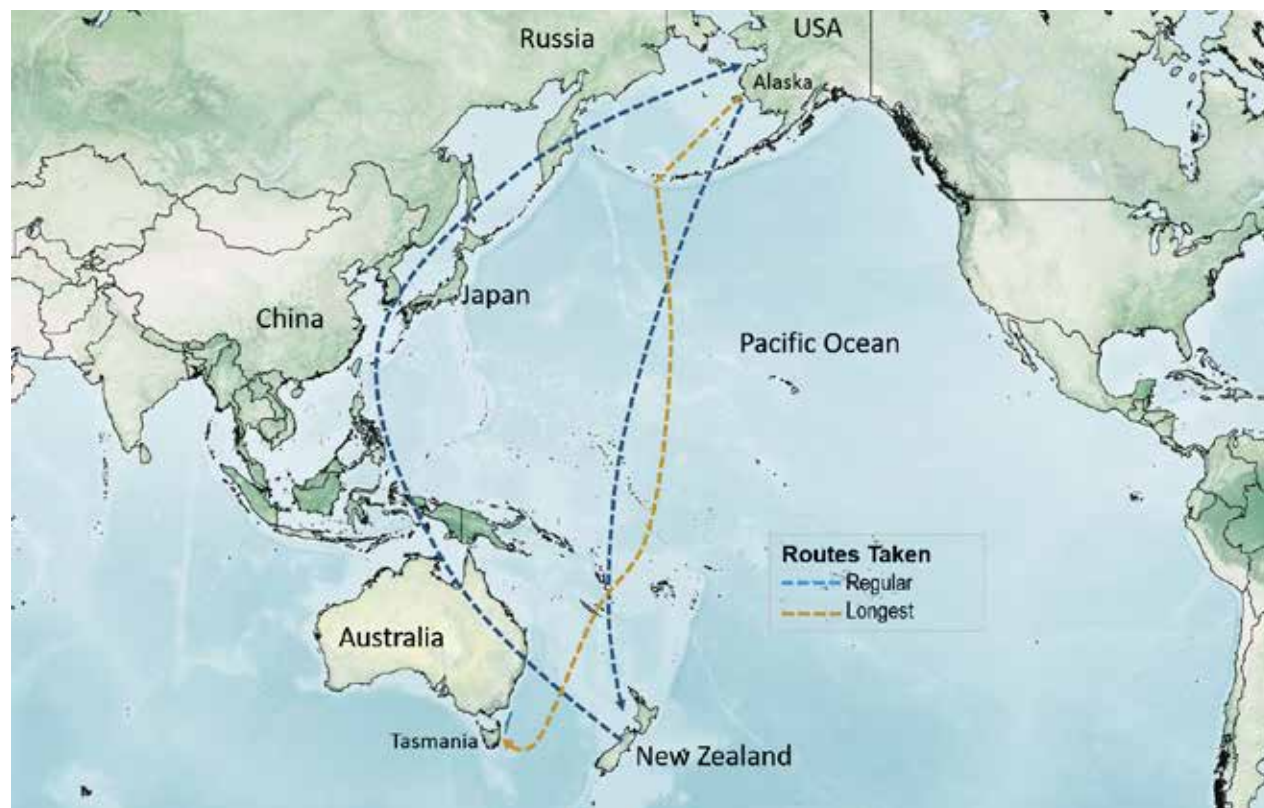 Russia
USA
Alaska
Japan
China
Pacific Ocean
Routes Taken
Regular
Longest
Australia
Tasmania
New Zealand